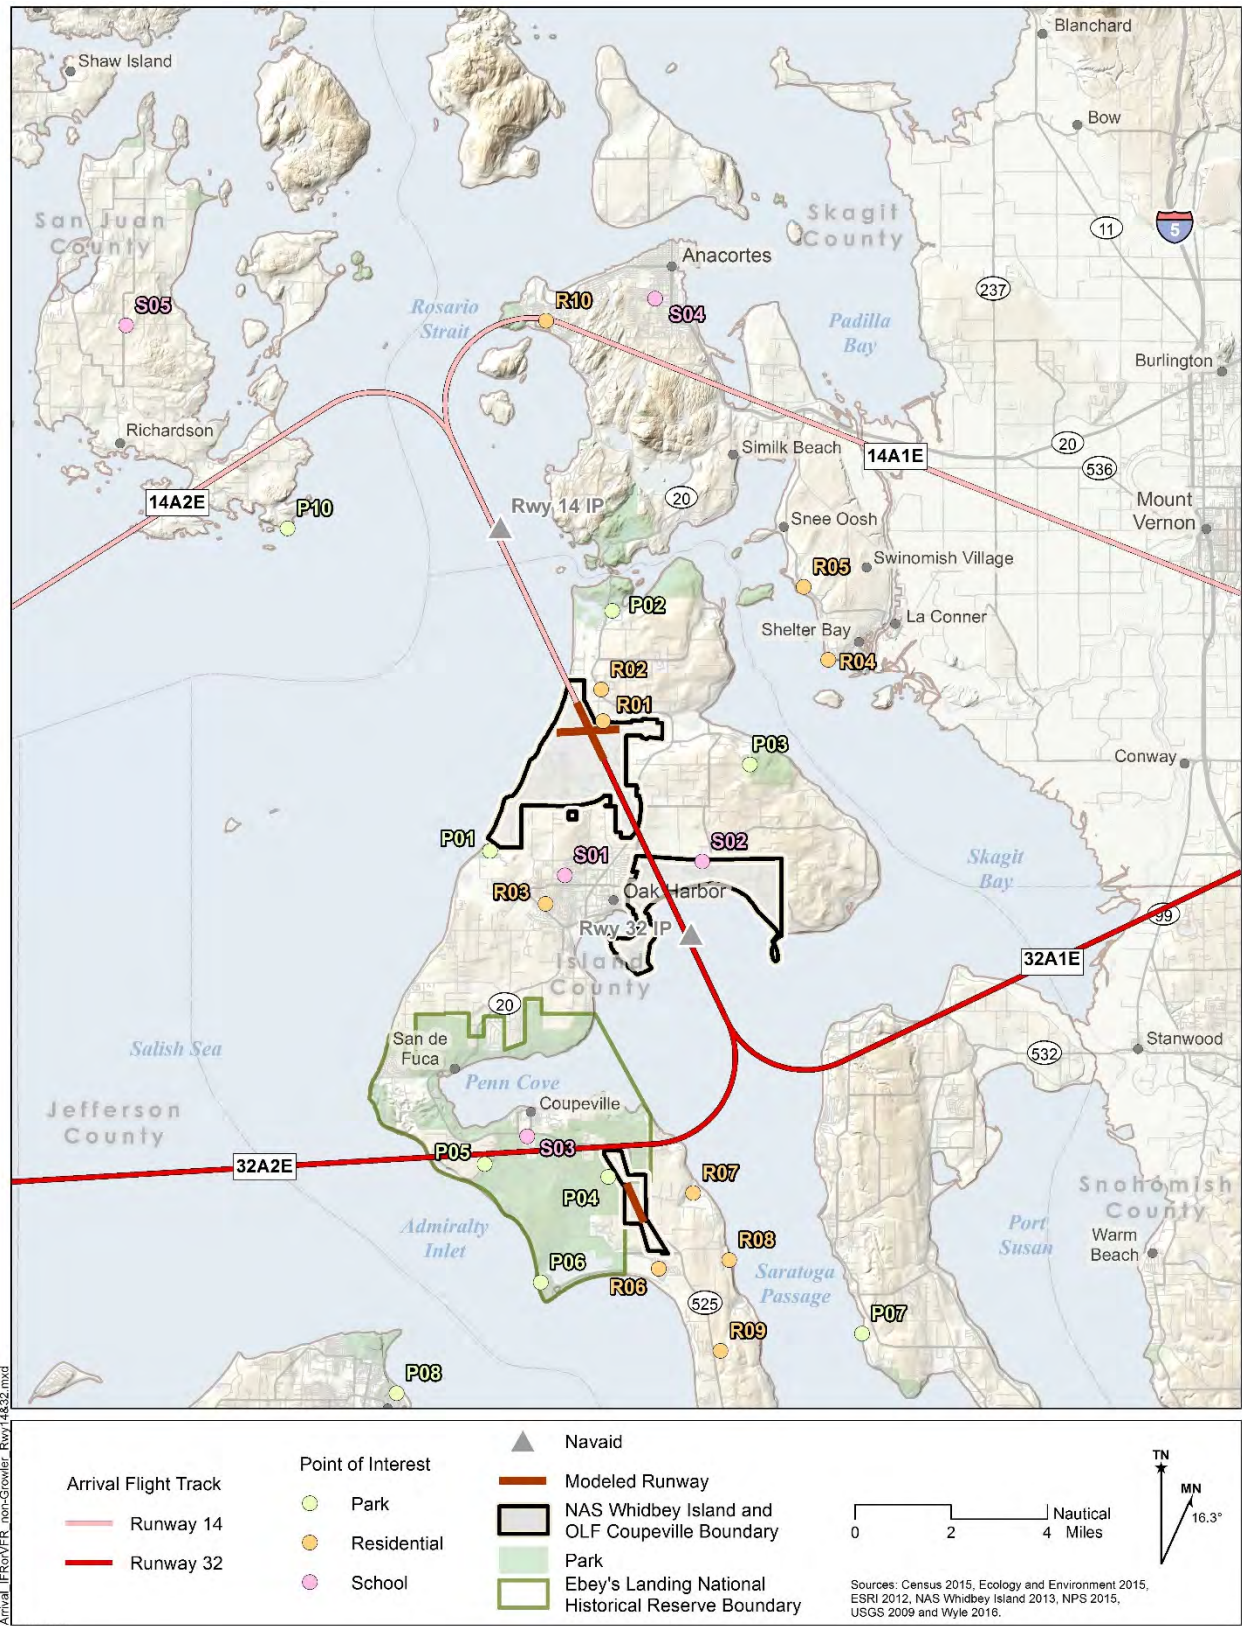 Blanchard
Shaw Island
Bow
San Juan
County
Skagit
County
11
5
Anacortes
237
S05
Rosario
Strait
R10
S04
Padilla
Bay
Burlington
Richardson
Similk Beach
20
14A1E
536
14A2E
P10
Rwy 14 IP
20
Mount
Vernon
Snee Oosh
Swinomish Village
R05
P02
La Conner
Shelter Bay
R04
R02
R01
P03
Conway
P01
S01
S02
Skagit
Bay
R03
Oak Harbor
99
Rwy 32 IP
Island
County
32A1E
20
San de
Fuca
Salish Sea
Stanwood
532
Penn Cove
Coupeville
Jefferson
County
S03
P05
32A2E
P04
R07
Snohomish
County
Admiralty
Inlet
Port
Susan
Warm
Beach
R08
P06
R06
Saratoga
Passage
525
P07
R09
P08
Arrival_IFRorVFR_non-Growler_Rwy14&32.mxd
Arrival Flight Track
Runway 14
Runway 32
Point of Interest
Park
Residential
School
Navaid
Modeled Runway
NAS Whidbey Island and
OLF Coupeville Boundary
Park
Ebey's Landing National
Historical Reserve Boundary
0 2 4 Nautical
Miles
TN
MN
16.3°
Sources: Census 2015, Ecology and Environment 2015,
ESRI 2012, NAS Whidbey Island 2013, NPS 2015,
USGS 2009 and Wyle 2016.